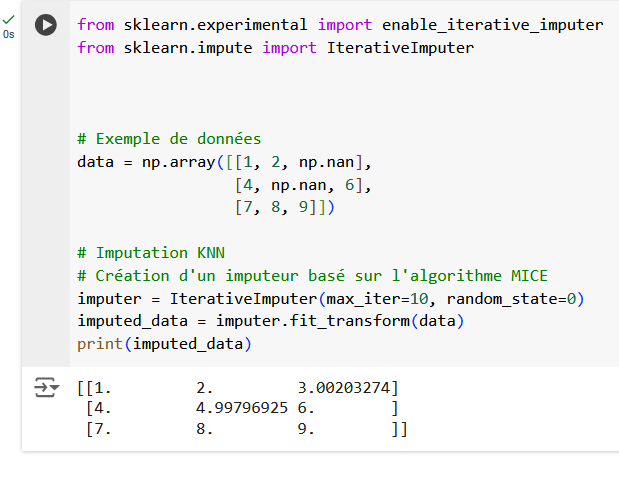 from sklearn.experimental import enable_iterative_imputer
0s
from sklearn.impute import IterativeImputer
# Exemple de données
data = np.array([[1, 2, np.nan],
[4, np.nan, 6],
[7, 8, 9]])
# Imputation KNN
# Création d'un imputeur basé sur l'algorithme MICE
imputer = IterativeImputer(max_iter=10, random_state=0)
imputed_data = imputer.fit_transform(data)
print(imputed_data)
[[1. 2. 3.00203274]
[4. 4.99796925 6. ]
[7. 8. 9. ]]